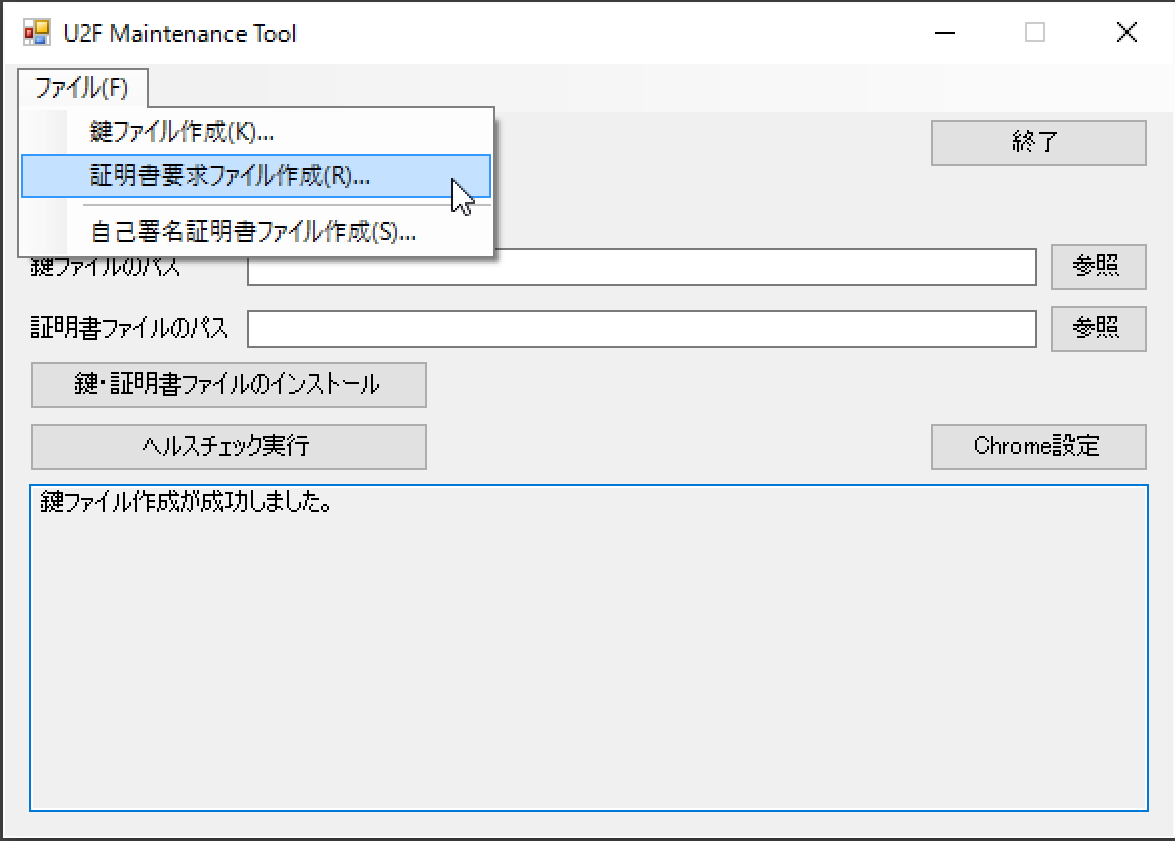 U2F Maintenance Tool
ファイル(F)
鍵ファイル作成(K)...
証明書要求ファイル作成(R)...
自己署名証明書ファイル作成(S)...
終了
鍵ファイルのパス
参照
証明書ファイルのパス
参照
鍵・証明書ファイルのインストール
ヘルスチェック実行
Chrome設定
鍵ファイル作成が成功しました。